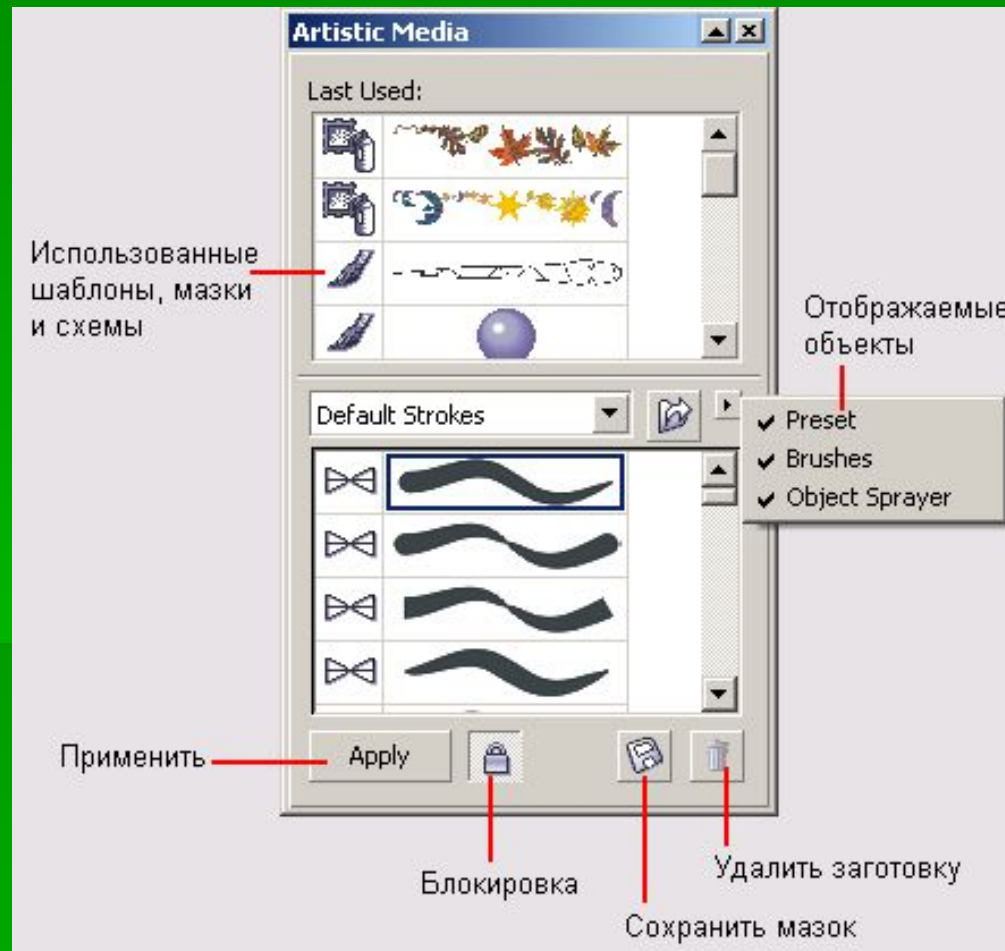 Artistic Media
Last Used:
Использованные
шаблоны, мазки
и схемы
Отображаемые
объекты
Default Strokes
Preset
Brushes
Object Sprayer
Применить
Apply
Блокировка
Удалить заготовку
Сохранить мазок